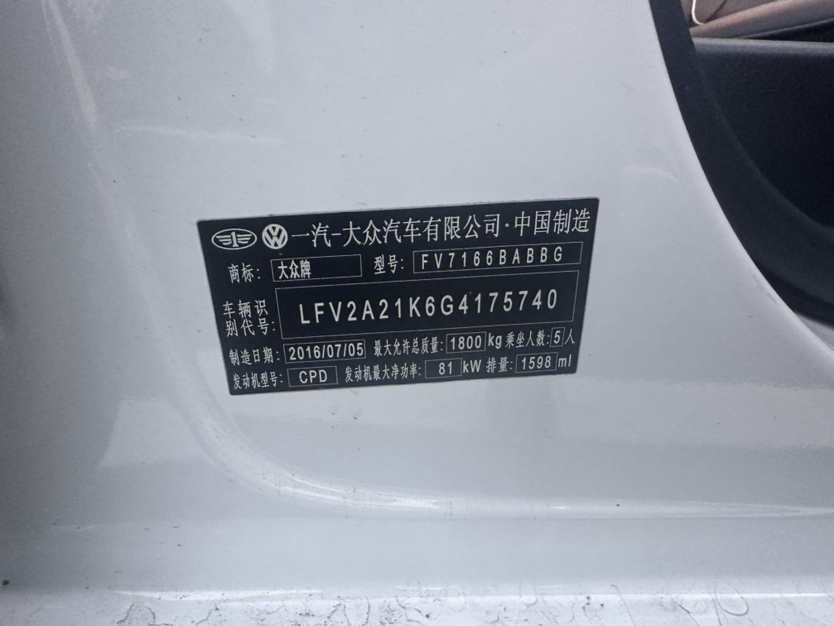 一汽-大众汽车有限公司·中国制造
商标: 大众牌 型号: FV7166BABBG
车辆识别代号: LFV2A21K6G4175740
制造日期: 2016/07/05 最大允许总质量: 1800 kg 乘坐人数: 5 人
发动机型号: CPD 发动机最大净功率: 81 kW 排量: 1598 ml